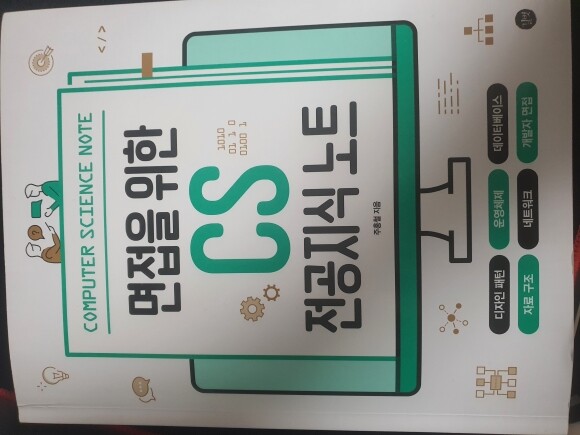 </>
COMPUTER SCIENCE NOTE
면접을 위한
CS
1010
01 1 0
0100 1
전공지식 노트
주홍철 지음
디자인 패턴 운영체제 데이터베이스
자료 구조 네트워크 개발자 면접
길벗